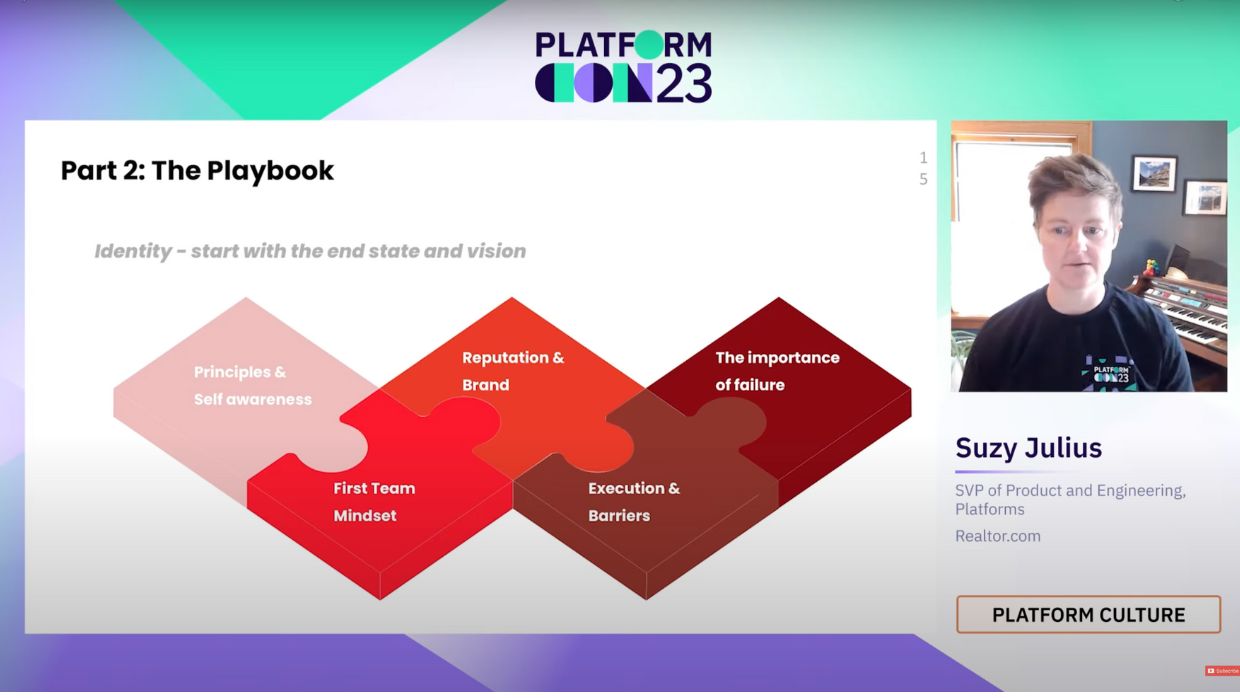 PLATFORM
CON23
Part 2: The Playbook
1
5
Identity - start with the end state and vision
Principles &
Self awareness
Reputation &
Brand
The importance
of failure
First Team
Mindset
Execution &
Barriers
PLATFORM
CON23
Suzy Julius
SVP of Product and Engineering,
Platforms
Realtor.com
PLATFORM CULTURE
Subscribe